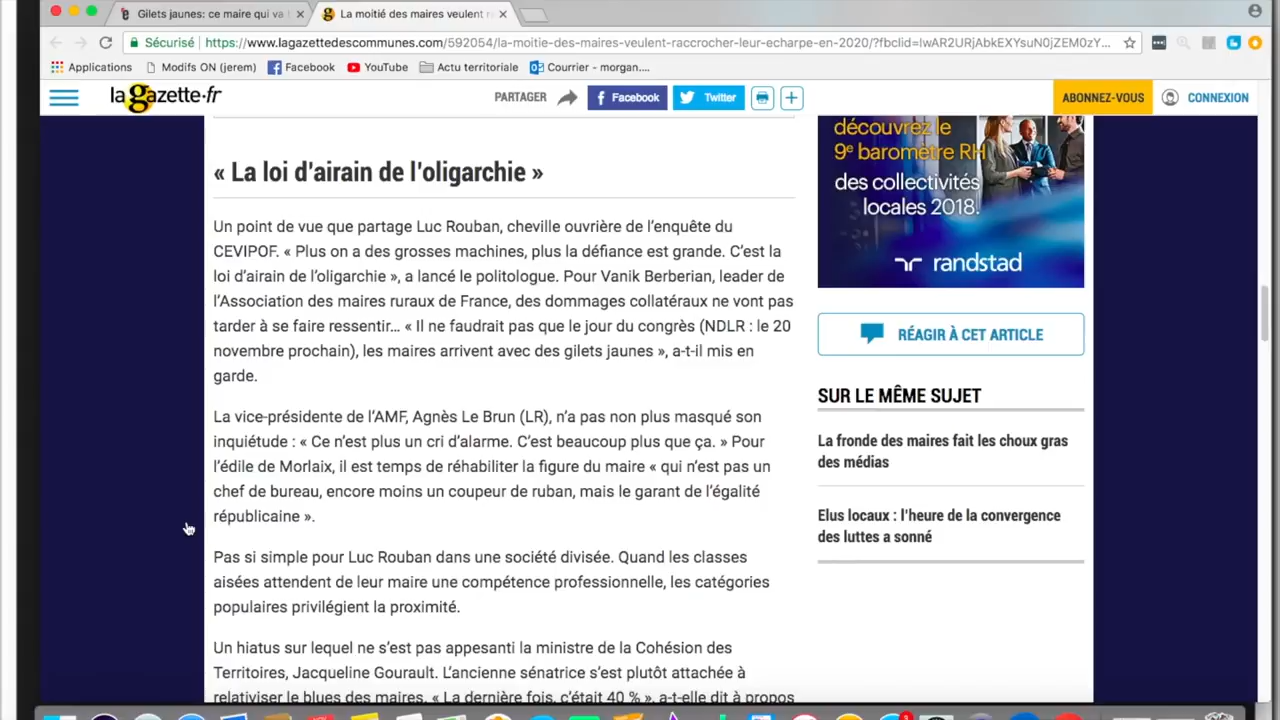 Gilets jaunes: ce maire qui va
La moitié des maires veulent r
Sécurisé
https://www.lagazettedescommunes.com/592054/la-moitie-des-maires-veulent-raccrocher-leur-echarpe-en-2020/?fbclid=IwAR2URjAbkEXYsuN0jZEM0zY...
Applications
Modifs ON (jerem)
Facebook
YouTube
Actu territoriale
Courrier - morgan....
la gazette.fr
PARTAGER
Facebook
Twitter
ABONNEZ-VOUS
CONNEXION
« La loi d'airain de l'oligarchie »
Un point de vue que partage Luc Rouban, cheville ouvrière de l'enquête du
CEVIPOF. « Plus on a des grosses machines, plus la défiance est grande. C'est la
loi d'airain de l'oligarchie », a lancé le politologue. Pour Vanik Berberian, leader de
l'Association des maires ruraux de France, des dommages collatéraux ne vont pas
tarder à se faire ressentir... « Il ne faudrait pas que le jour du congrès (NDLR : le 20
novembre prochain), les maires arrivent avec des gilets jaunes », a-t-il mis en
garde.
La vice-présidente de l'AMF, Agnès Le Brun (LR), n'a pas non plus masqué son
inquiétude : « Ce n'est plus un cri d'alarme. C'est beaucoup plus que ça. » Pour
l'édile de Morlaix, il est temps de réhabiliter la figure du maire « qui n'est pas un
chef de bureau, encore moins un coupeur de ruban, mais le garant de l'égalité
républicaine ».
Pas si simple pour Luc Rouban dans une société divisée. Quand les classes
aisées attendent de leur maire une compétence professionnelle, les catégories
populaires privilégient la proximité.
Un hiatus sur lequel ne s'est pas appesanti la ministre de la Cohésion des
Territoires, Jacqueline Gourault. L'ancienne sénatrice s'est plutôt attachée à
relativiser le blues des maires. « La dernière fois, c'était 40 % », a-t-elle dit à propos
découvrez le
9e baromètre RH
des collectivités
locales 2018.
randstad
RÉAGIR À CET ARTICLE
SUR LE MÊME SUJET
La fronde des maires fait les choux gras
des médias
Elus locaux : l'heure de la convergence
des luttes a sonné